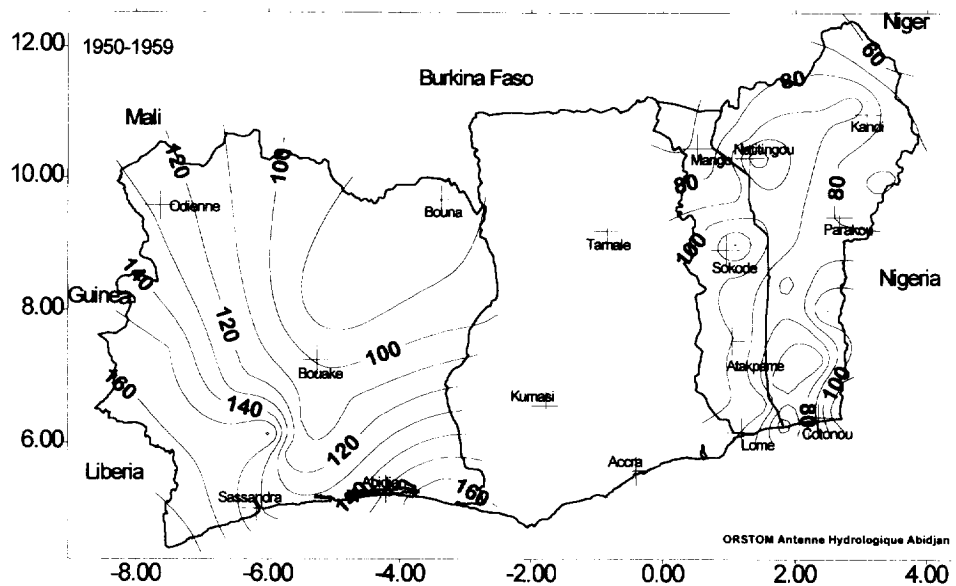 12.00
1950-1959
Niger
60
80
Burkina Faso
Mali
120
100
Kandi
10.00
Natitingou
Mango
80
80
Odienne
Bouna
Parakou
Tamale
100
Sokode
140
Guinea
Nigeria
8.00
120
100
Bouake
Atakpame
100
160
140
Kumasi
80
6.00
120
Cotonou
Lome
Accra
Liberia
Abidjan
160
Sassandra
140
ORSTOM Antenne Hydrologique Abidjan
-8.00
-6.00
-4.00
-2.00
0.00
2.00
4.00